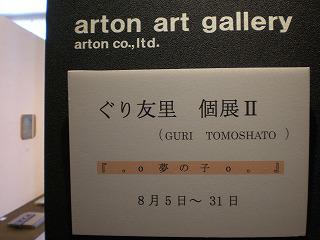 arton art gallery
arton co.,ltd.
ぐり友里 個展Ⅱ
(GURI TOMOSHATO )
『 。o 夢の子 o 。 』
8月5日〜31日